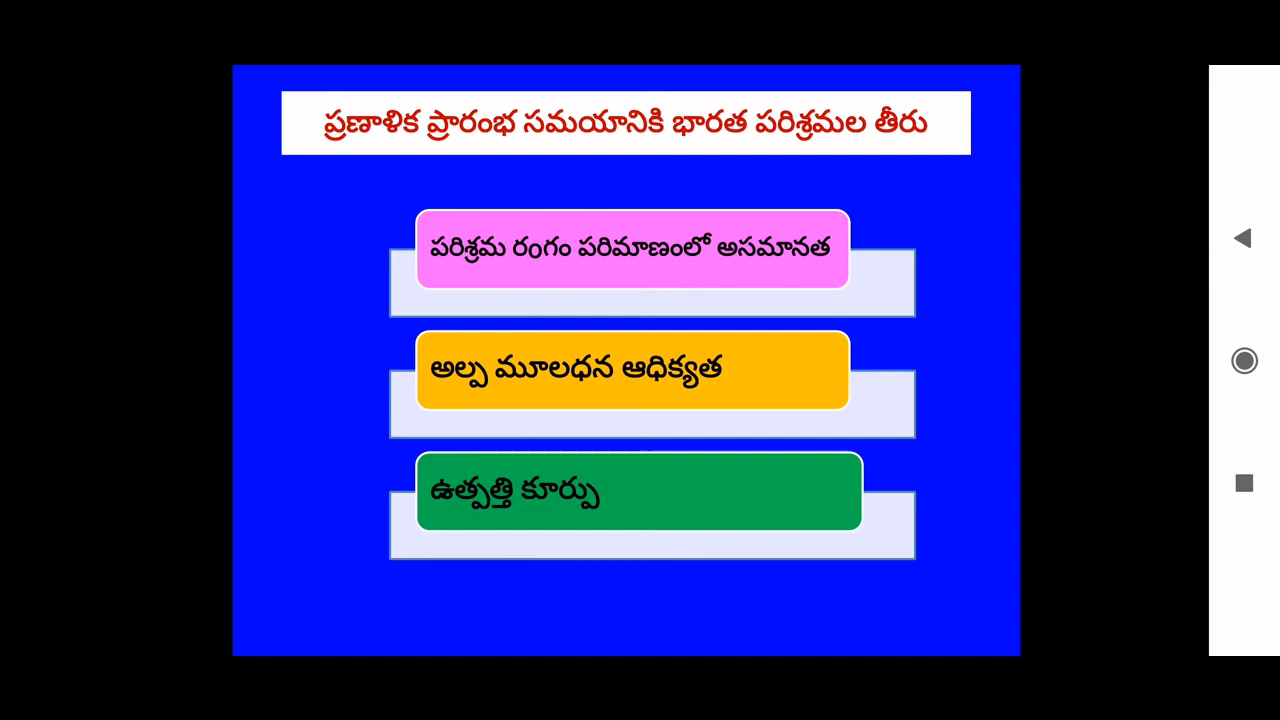 ప్రణాళిక ప్రారంభ సమయానికి భారత పరిశ్రమల తీరు
పరిశ్రమ రంగం పరిమాణంలో అసమానత
అల్ప మూలధన ఆధిక్యత
ఉత్పత్తి కూర్పు